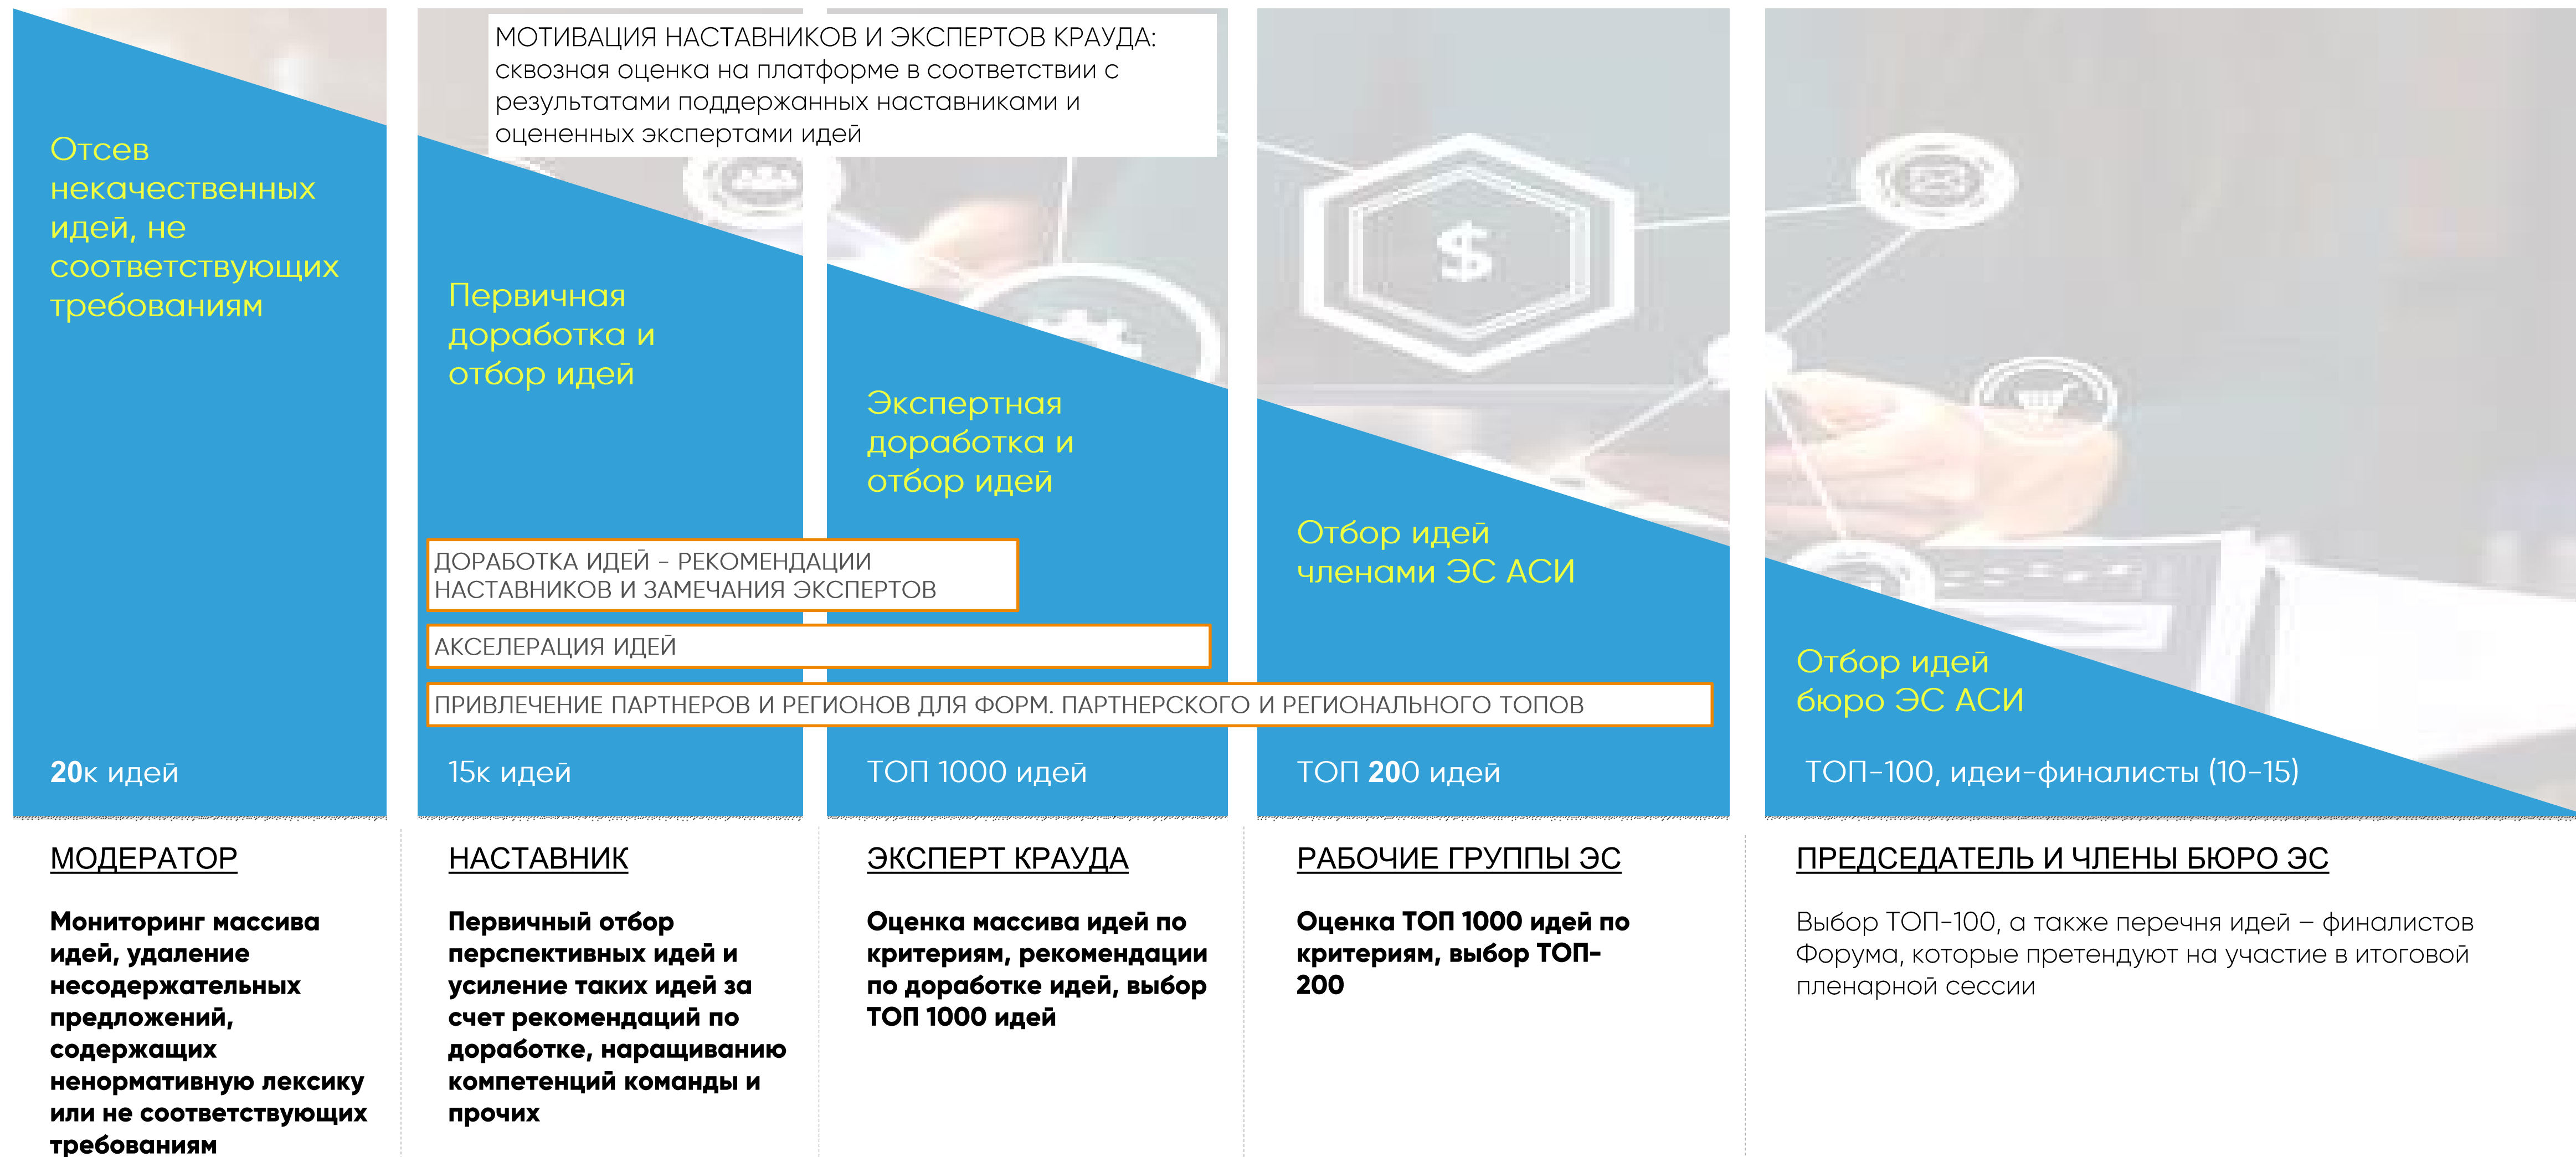 МОТИВАЦИЯ НАСТАВНИКОВ И ЭКСПЕРТОВ КРАУДА:
сквозная оценка на платформе в соответствии с
результатами поддержанных наставниками и
оцененных экспертами идей
Отсев
некачественных
идей, не
соответствующих
требованиям
20к идей
Первичная
доработка и
отбор идей
15к идей
Экспертная
доработка и
отбор идей
ТОП 1000 идей
Отбор идей
членами ЭС АСИ
ТОП 200 идей
Отбор идей
бюро ЭС АСИ
ТОП-100, идеи-финалисты (10-15)
ДОРАБОТКА ИДЕЙ - РЕКОМЕНДАЦИИ
НАСТАВНИКОВ И ЗАМЕЧАНИЯ ЭКСПЕРТОВ
АКСЕЛЕРАЦИЯ ИДЕЙ
ПРИВЛЕЧЕНИЕ ПАРТНЕРОВ И РЕГИОНОВ ДЛЯ ФОРМ. ПАРТНЕРСКОГО И РЕГИОНАЛЬНОГО ТОПОВ
МОДЕРАТОР
Мониторинг массива
идей, удаление
несодержательных
предложений,
содержащих
ненормативную лексику
или не соответствующих
требованиям
НАСТАВНИК
Первичный отбор
перспективных идей и
усиление таких идей за
счет рекомендаций по
доработке, наращиванию
компетенций команды и
прочих
ЭКСПЕРТ КРАУДА
Оценка массива идей по
критериям, рекомендации
по доработке идей, выбор
ТОП 1000 идей
РАБОЧИЕ ГРУППЫ ЭС
Оценка ТОП 1000 идей по
критериям, выбор ТОП-
200
ПРЕДСЕДАТЕЛЬ И ЧЛЕНЫ БЮРО ЭС
Выбор ТОП-100, а также перечня идей – финалистов
Форума, которые претендуют на участие в итоговой
пленарной сессии
$